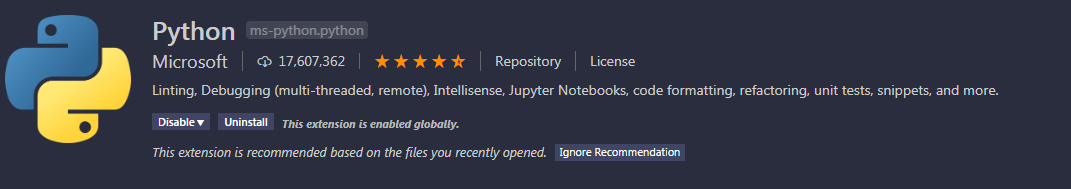 Python ms-python.python
Microsoft 17,607,362 Repository License
Linting, Debugging (multi-threaded, remote), Intellisense, Jupyter Notebooks, code formatting, refactoring, unit tests, snippets, and more.
Disable Uninstall This extension is enabled globally.
This extension is recommended based on the files you recently opened. Ignore Recommendation